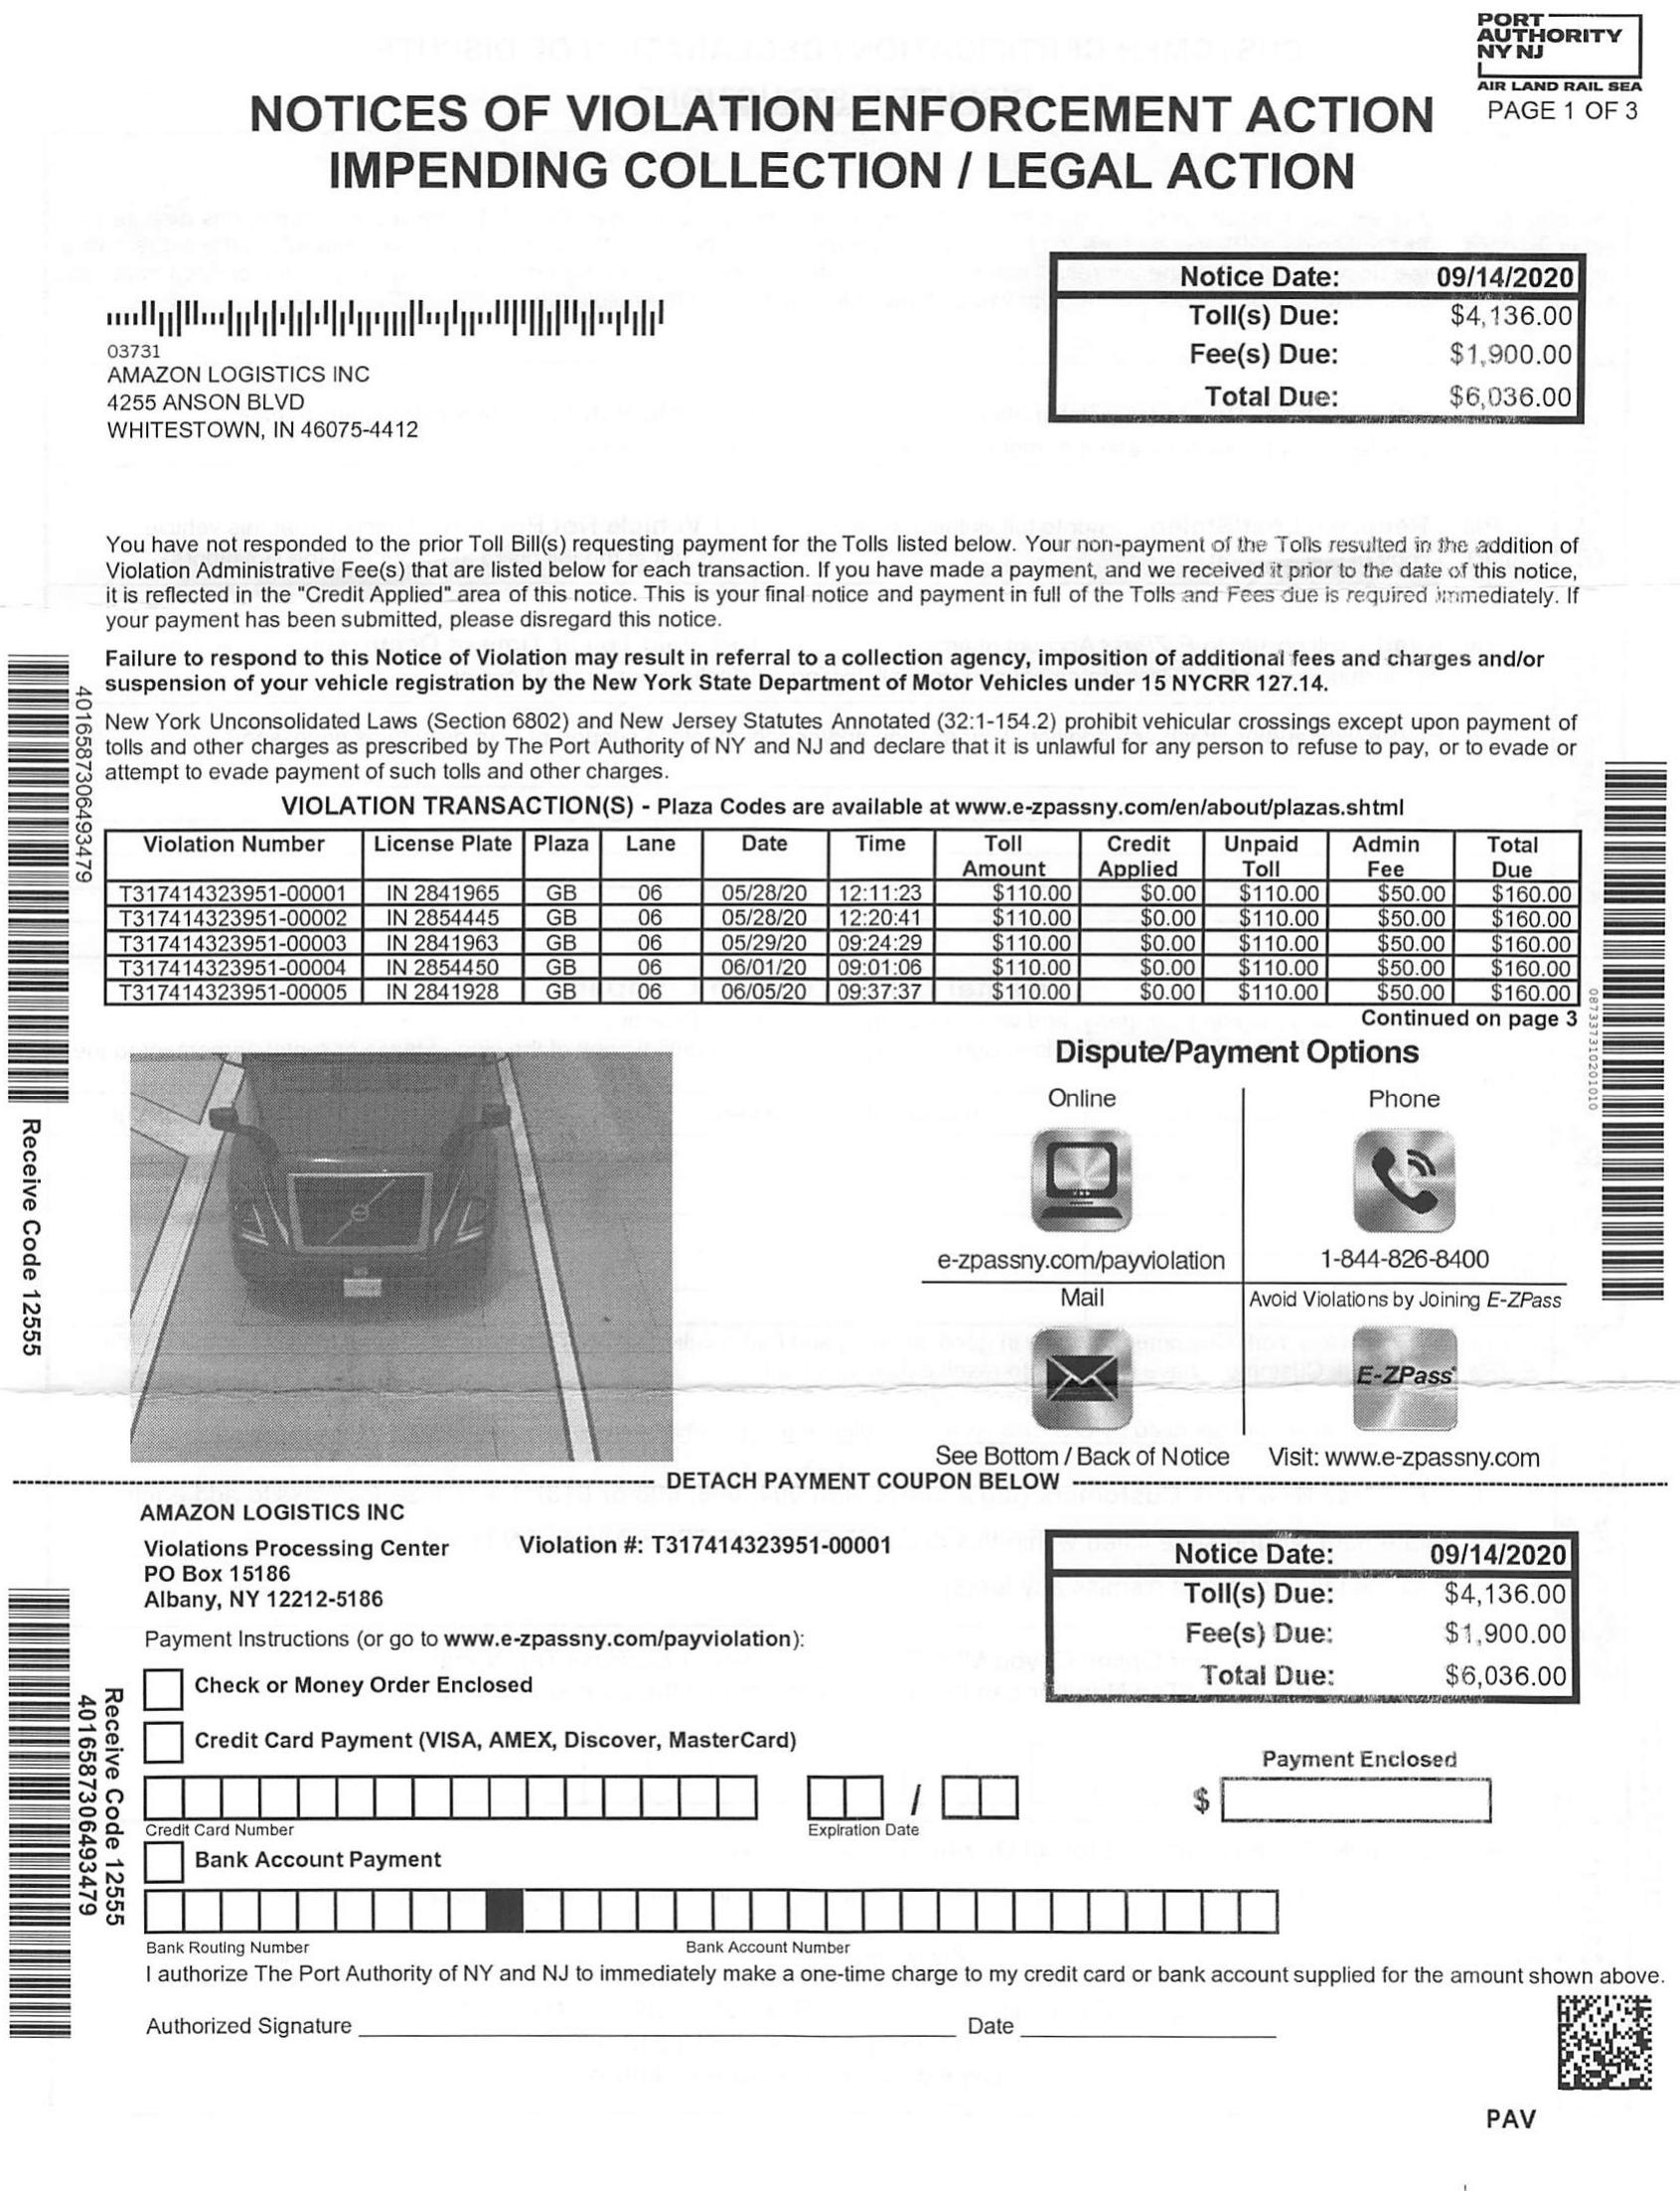 PORT
AUTHORITY
NY NJ
AIR LAND RAIL SEA
PAGE 1 OF 3
NOTICES OF VIOLATION ENFORCEMENT ACTION
IMPENDING COLLECTION / LEGAL ACTION
Notice Date: 09/14/2020
Toll(s) Due: $4,136.00
Fee(s) Due: $1,900.00
Total Due: $6,036.00
03731
AMAZON LOGISTICS INC
4255 ANSON BLVD
WHITESTOWN, IN 46075-4412
You have not responded to the prior Toll Bill(s) requesting payment for the Tolls listed below. Your non-payment of the Tolls resulted in the addition of
Violation Administrative Fee(s) that are listed below for each transaction. If you have made a payment, and we received it prior to the date of this notice,
it is reflected in the "Credit Applied" area of this notice. This is your final notice and payment in full of the Tolls and Fees due is required immediately. If
your payment has been submitted, please disregard this notice.
Failure to respond to this Notice of Violation may result in referral to a collection agency, imposition of additional fees and charges and/or
suspension of your vehicle registration by the New York State Department of Motor Vehicles under 15 NYCRR 127.14.
New York Unconsolidated Laws (Section 6802) and New Jersey Statutes Annotated (32:1-154.2) prohibit vehicular crossings except upon payment of
tolls and other charges as prescribed by The Port Authority of NY and NJ and declare that it is unlawful for any person to refuse to pay, or to evade or
attempt to evade payment of such tolls and other charges.
VIOLATION TRANSACTION(S) - Plaza Codes are available at www.e-zpassny.com/en/about/plazas.shtml
Violation Number License Plate Plaza Lane Date Time Toll Amount Credit Applied Unpaid Toll Admin Fee Total Due
T317414323951-00001 IN 2841965 GB 06 05/28/20 12:11:23 $110.00 $0.00 $110.00 $50.00 $160.00
T317414323951-00002 IN 2854445 GB 06 05/28/20 12:20:41 $110.00 $0.00 $110.00 $50.00 $160.00
T317414323951-00003 IN 2841963 GB 06 05/29/20 09:24:29 $110.00 $0.00 $110.00 $50.00 $160.00
T317414323951-00004 IN 2854450 GB 06 06/01/20 09:01:06 $110.00 $0.00 $110.00 $50.00 $160.00
T317414323951-00005 IN 2841928 GB 06 06/05/20 09:37:37 $110.00 $0.00 $110.00 $50.00 $160.00
Continued on page 3
4016587306493479
Receive Code 12555
087337310201010
Dispute/Payment Options
Online
Phone
e-zpassny.com/payviolation
1-844-826-8400
Mail
Avoid Violations by Joining E-ZPass
E-ZPass
See Bottom / Back of Notice
Visit: www.e-zpassny.com
DETACH PAYMENT COUPON BELOW
AMAZON LOGISTICS INC
Violations Processing Center
PO Box 15186
Albany, NY 12212-5186
Violation #: T317414323951-00001
Notice Date: 09/14/2020
Toll(s) Due: $4,136.00
Fee(s) Due: $1,900.00
Total Due: $6,036.00
Payment Instructions (or go to www.e-zpassny.com/payviolation):
Check or Money Order Enclosed
Credit Card Payment (VISA, AMEX, Discover, MasterCard)
Payment Enclosed
/
$
Credit Card Number
Expiration Date
Bank Account Payment
Bank Routing Number
Bank Account Number
Receive Code 12555
4016587306493479
I authorize The Port Authority of NY and NJ to immediately make a one-time charge to my credit card or bank account supplied for the amount shown above.
Authorized Signature
Date
PAV